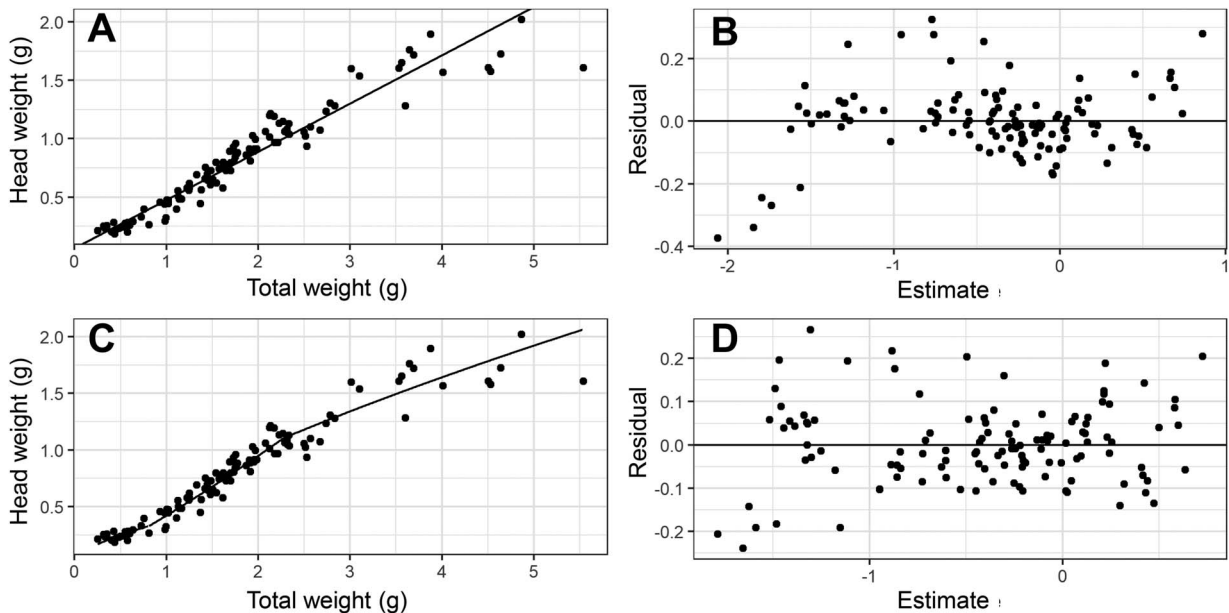 A
Head weight (g)
2.0
1.5
1.0
0.5
0 1 2 3 4 5
Total weight (g)
B
Residual
0.2
0.0
-0.2
-0.4
-2 -1 0 1
Estimate
C
Head weight (g)
2.0
1.5
1.0
0.5
0 1 2 3 4 5
Total weight (g)
D
Residual
0.2
0.1
0.0
-0.1
-0.2
-1 0
Estimate